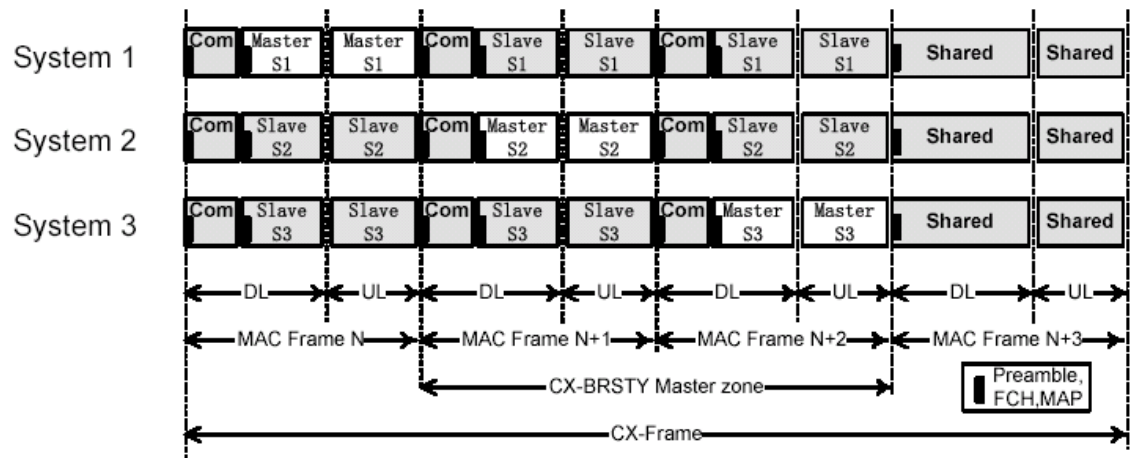 System 1 Com Master S1 Master S1 Com Slave S1 Slave S1 Com Slave S1 Slave S1 Shared Shared
System 2 Com Slave S2 Slave S2 Com Master S2 Master S2 Com Slave S2 Slave S2 Shared Shared
System 3 Com Slave S3 Slave S3 Com Slave S3 Slave S3 Com Master S3 Master S3 Shared Shared
DL UL DL UL DL UL DL UL
MAC Frame N MAC Frame N+1 MAC Frame N+2 MAC Frame N+3
CX-BRSTY Master zone
Preamble,
FCH,MAP
CX-Frame